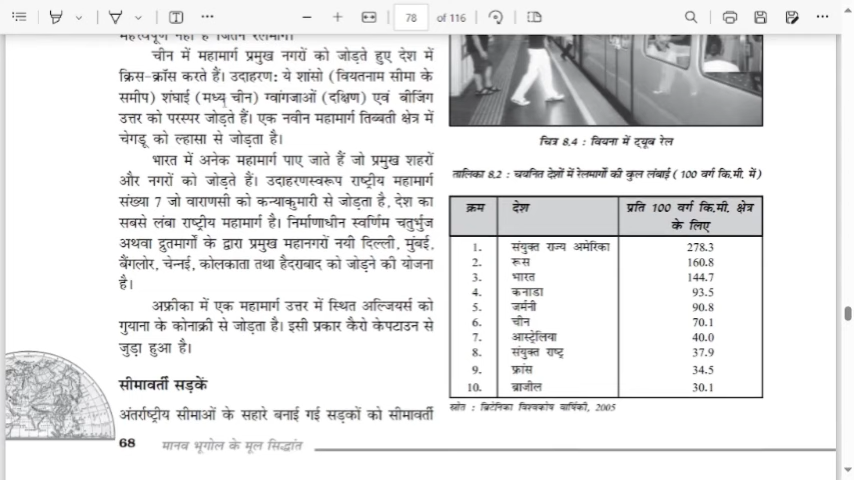 78 of 116
महत्त्वपूर्ण नहीं है जितने रेलमार्ग।
चीन में महामार्ग प्रमुख नगरों को जोड़ते हुए देश में
क्रिस-क्रॉस करते हैं। उदाहरण: ये शांसो (वियतनाम सीमा के
समीप) शंघाई (मध्य चीन) ग्वांगजाओं (दक्षिण) एवं बीजिंग
उत्तर को परस्पर जोड़ते हैं। एक नवीन महामार्ग तिब्बती क्षेत्र में
चेगडू को ल्हासा से जोड़ता है।
भारत में अनेक महामार्ग पाए जाते हैं जो प्रमुख शहरों
और नगरों को जोड़ते हैं। उदाहरणस्वरूप राष्ट्रीय महामार्ग
संख्या 7 जो वाराणसी को कन्याकुमारी से जोड़ता है, देश का
सबसे लंबा राष्ट्रीय महामार्ग है। निर्माणाधीन स्वर्णिम चतुर्भुज
अथवा द्रुतमार्गों के द्वारा प्रमुख महानगरों नयी दिल्ली, मुंबई,
बैंगलोर, चेन्नई, कोलकाता तथा हैदराबाद को जोड़ने की योजना
है।
अफ्रीका में एक महामार्ग उत्तर में स्थित अल्जियर्स को
गुयाना के कोनाक्री से जोड़ता है। इसी प्रकार कैरो केपटाउन से
जुड़ा हुआ है।
सीमावर्ती सड़कें
अंतर्राष्ट्रीय सीमाओं के सहारे बनाई गई सड़कों को सीमावर्ती
चित्र 8.4 : वियना में ट्यूब रेल
तालिका 8.2 : चयनित देशों में रेलमार्गों की कुल लंबाई (100 वर्ग कि.मी. में)
क्रम देश प्रति 100 वर्ग कि.मी. क्षेत्र
के लिए
1. संयुक्त राज्य अमेरिका 278.3
2. रूस 160.8
3. भारत 144.7
4. कनाडा 93.5
5. जर्मनी 90.8
6. चीन 70.1
7. आस्ट्रेलिया 40.0
8. संयुक्त राष्ट्र 37.9
9. फ्रांस 34.5
10. ब्राजील 30.1
स्रोत : ब्रिटेनिका विश्वकोष वार्षिकी, 2005
68 मानव भूगोल के मूल सिद्धांत